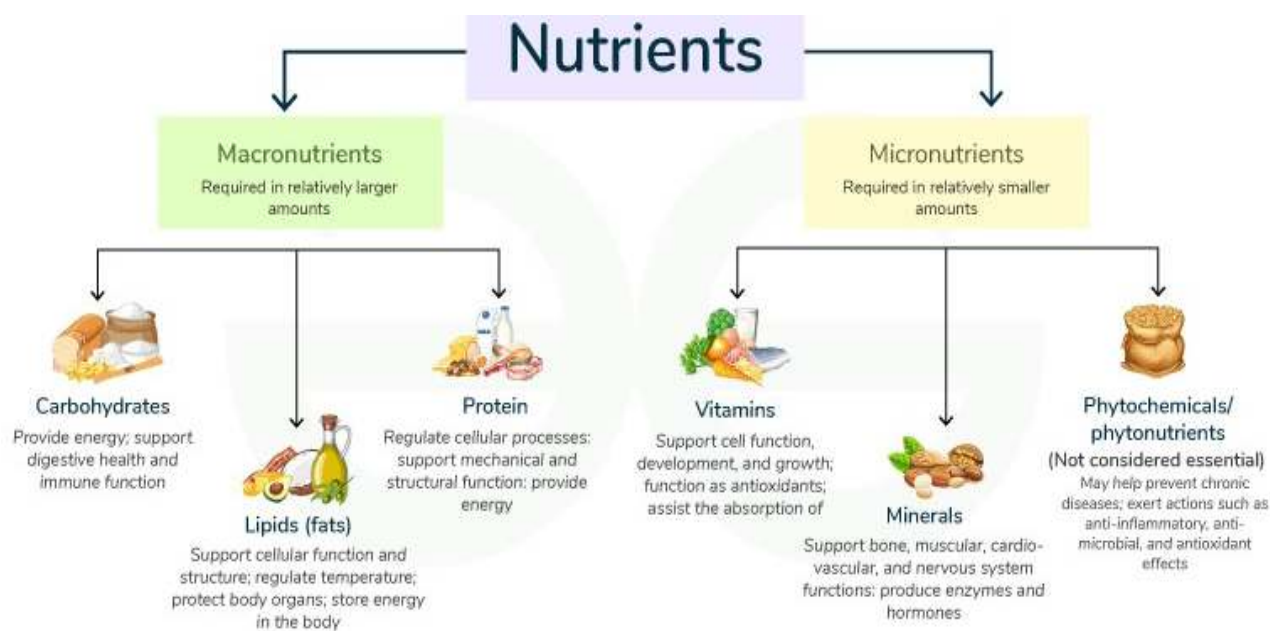 Nutrients
Macronutrients
Required in relatively larger
amounts
Micronutrients
Required in relatively smaller
amounts
Carbohydrates
Provide energy; support
digestive health and
immune function
Lipids (fats)
Support cellular function and
structure; regulate temperature;
protect body organs; store energy
in the body
Protein
Regulate cellular processes:
support mechanical and
structural function: provide
energy
Vitamins
Support cell function,
development, and growth;
function as antioxidants;
assist the absorption of
Minerals
Support bone, muscular, cardio-
vascular, and nervous system
functions: produce enzymes and
hormones
Phytochemicals/
phytonutrients
(Not considered essential)
May help prevent chronic
diseases; exert actions such as
anti-inflammatory, anti-
microbial, and antioxidant
effects